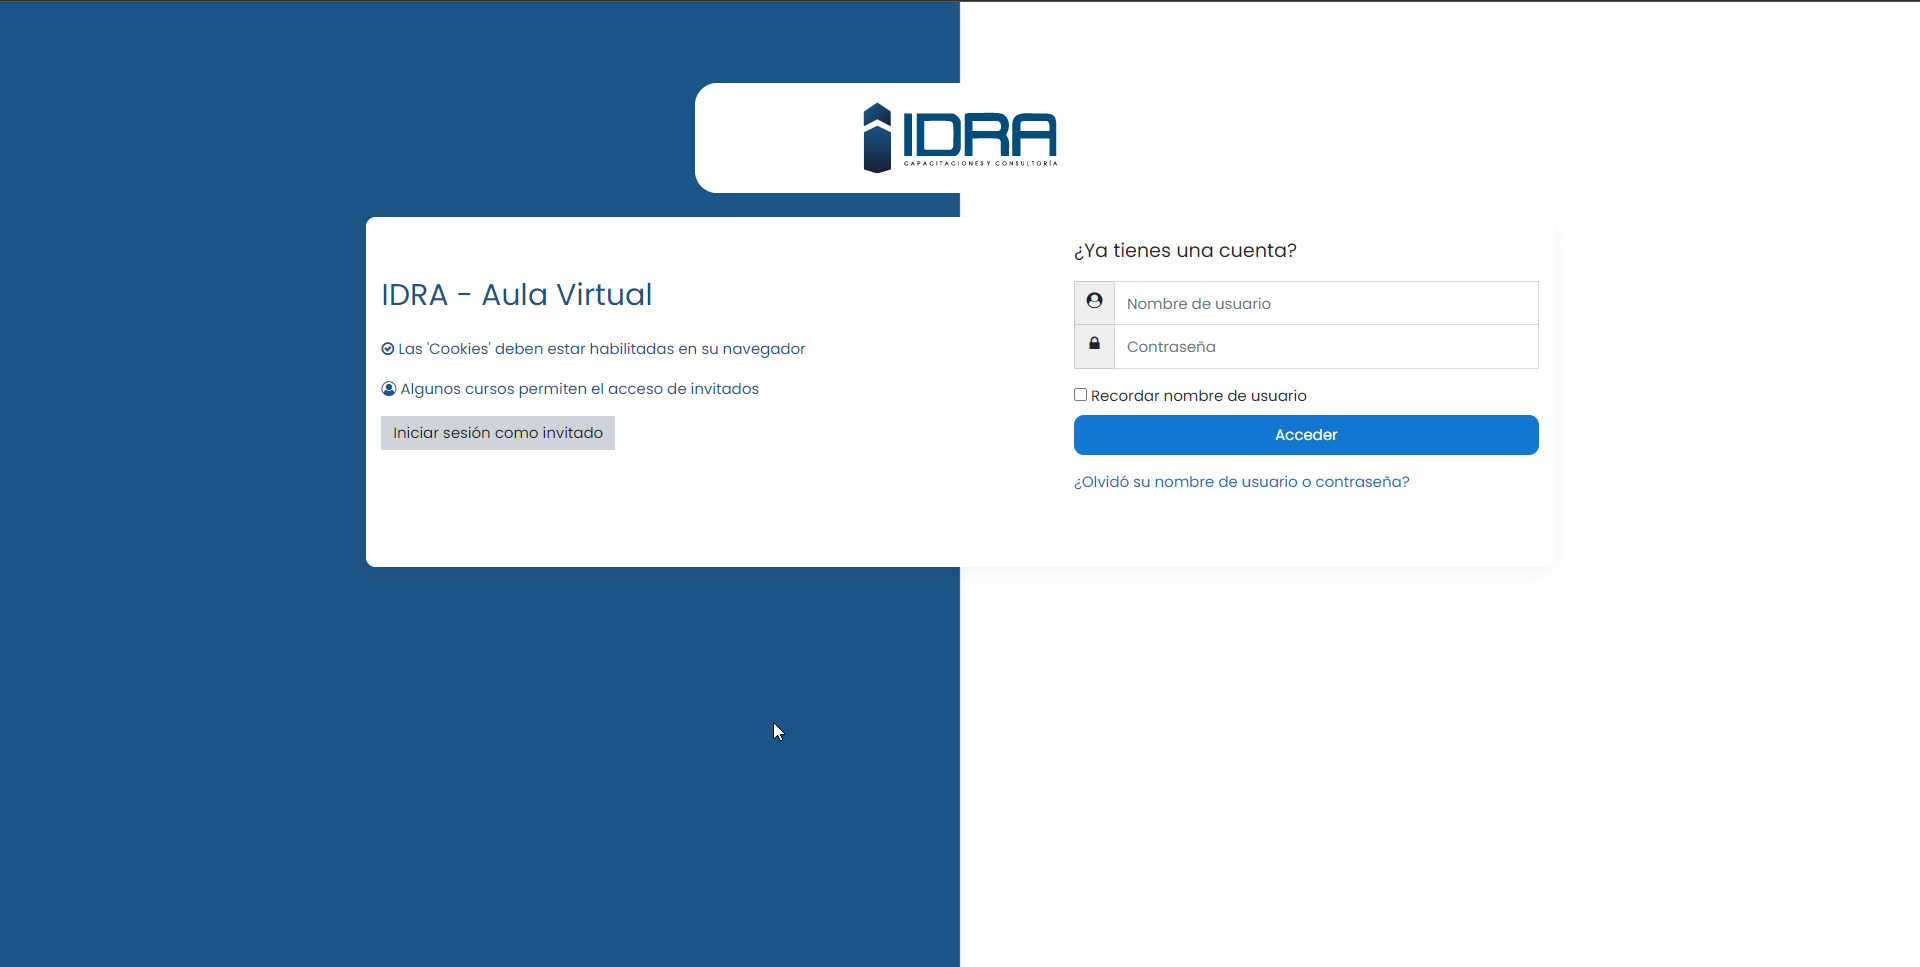 IDRA
CAPACITACIONES Y CONSULTORÍA
IDRA - Aula Virtual
Las 'Cookies' deben estar habilitadas en su navegador
Algunos cursos permiten el acceso de invitados
Iniciar sesión como invitado
¿Ya tienes una cuenta?
Nombre de usuario
Contraseña
Recordar nombre de usuario
Acceder
¿Olvidó su nombre de usuario o contraseña?